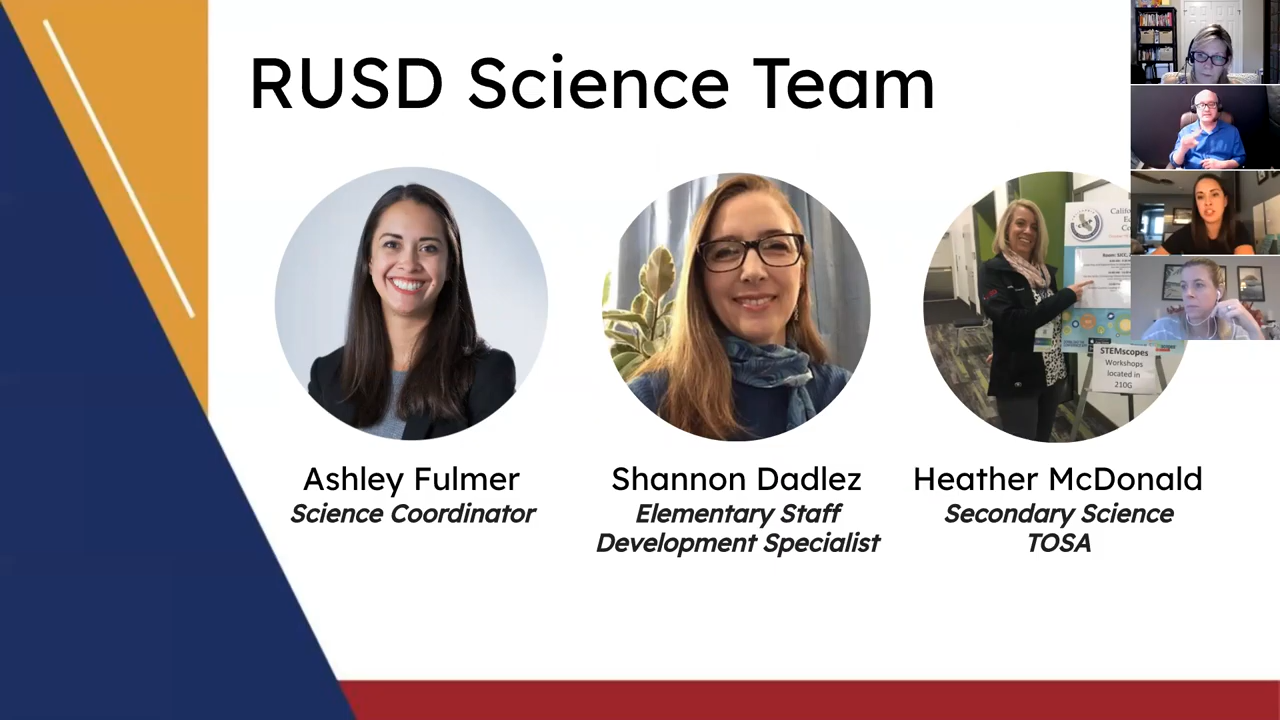 RUSD Science Team
STEMscopes
Workshops
located in
210G
Ashley Fulmer
Science Coordinator
Shannon Dadlez
Elementary Staff
Development Specialist
Heather McDonald
Secondary Science
TOSA